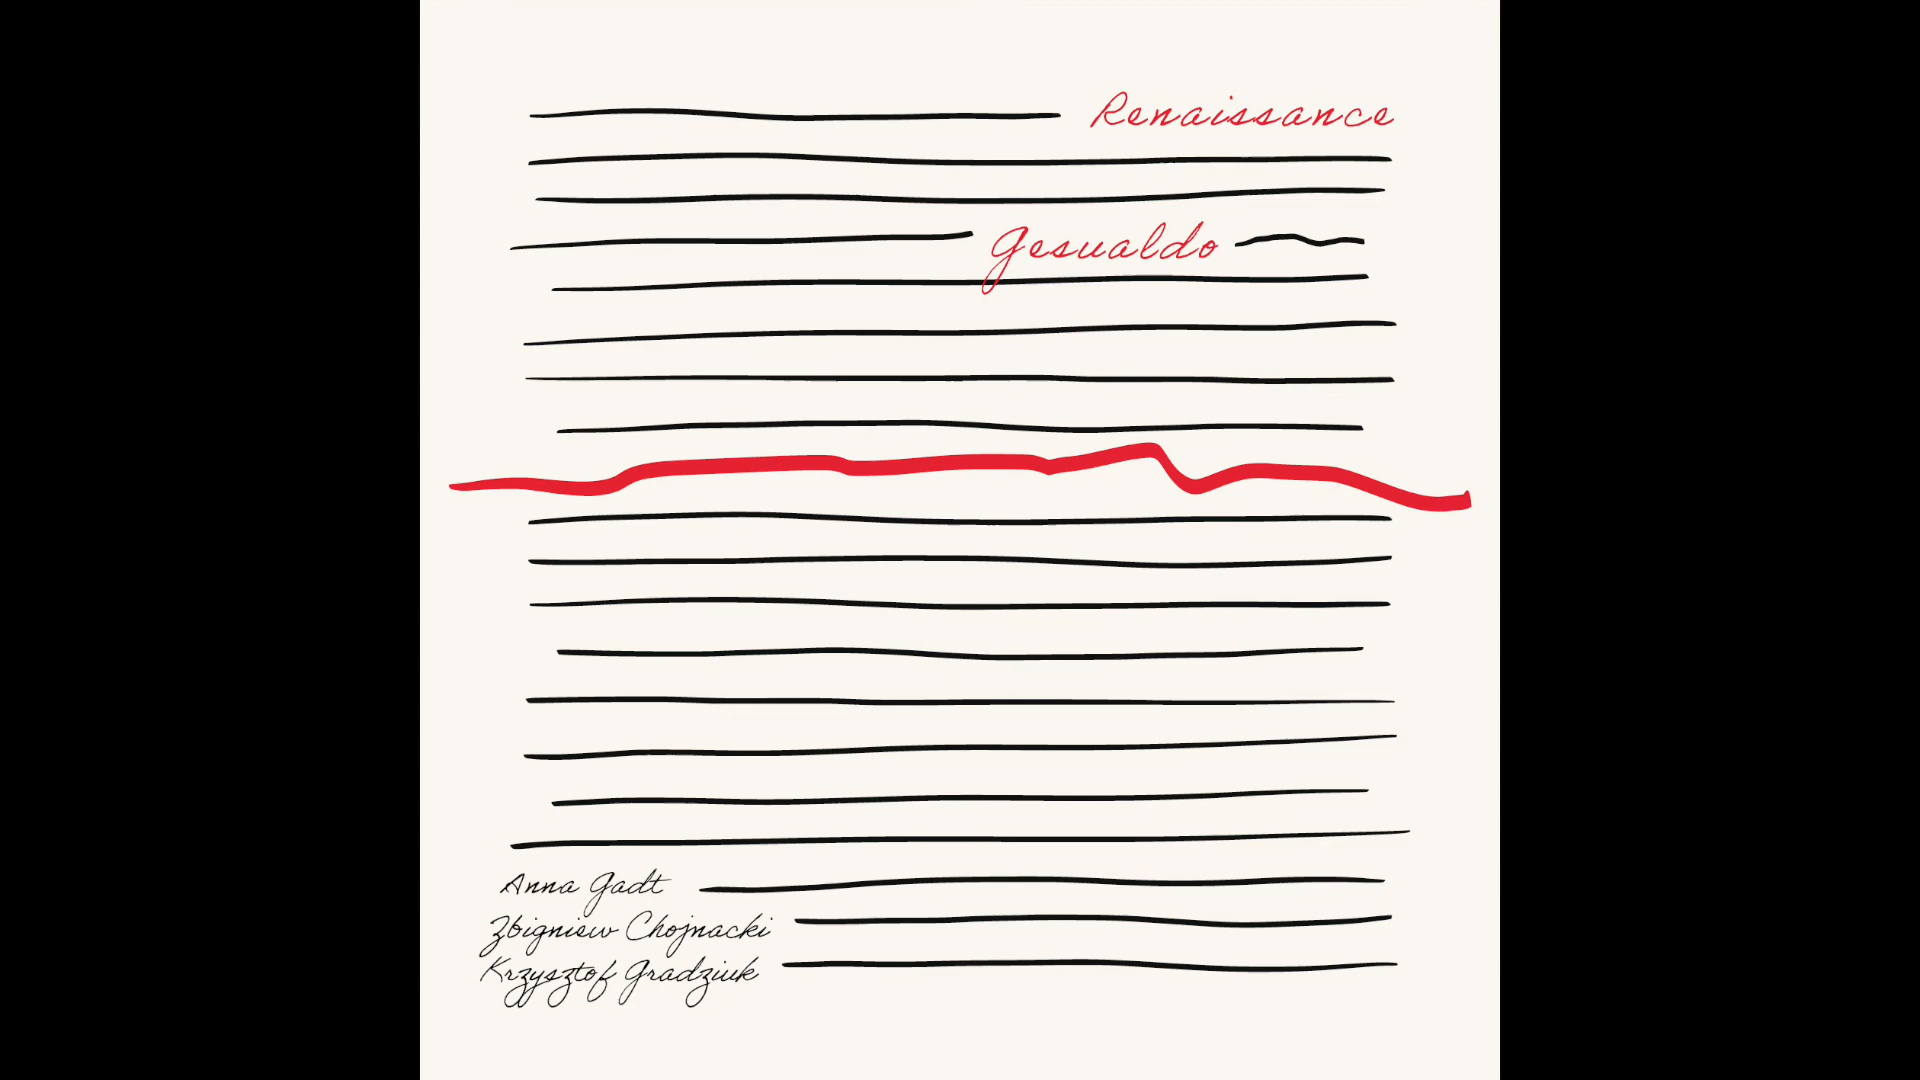 Renaissance
Gesualdo
Anna Gadt
Zbigniew Chojnacki
Krzysztof Gradziuk